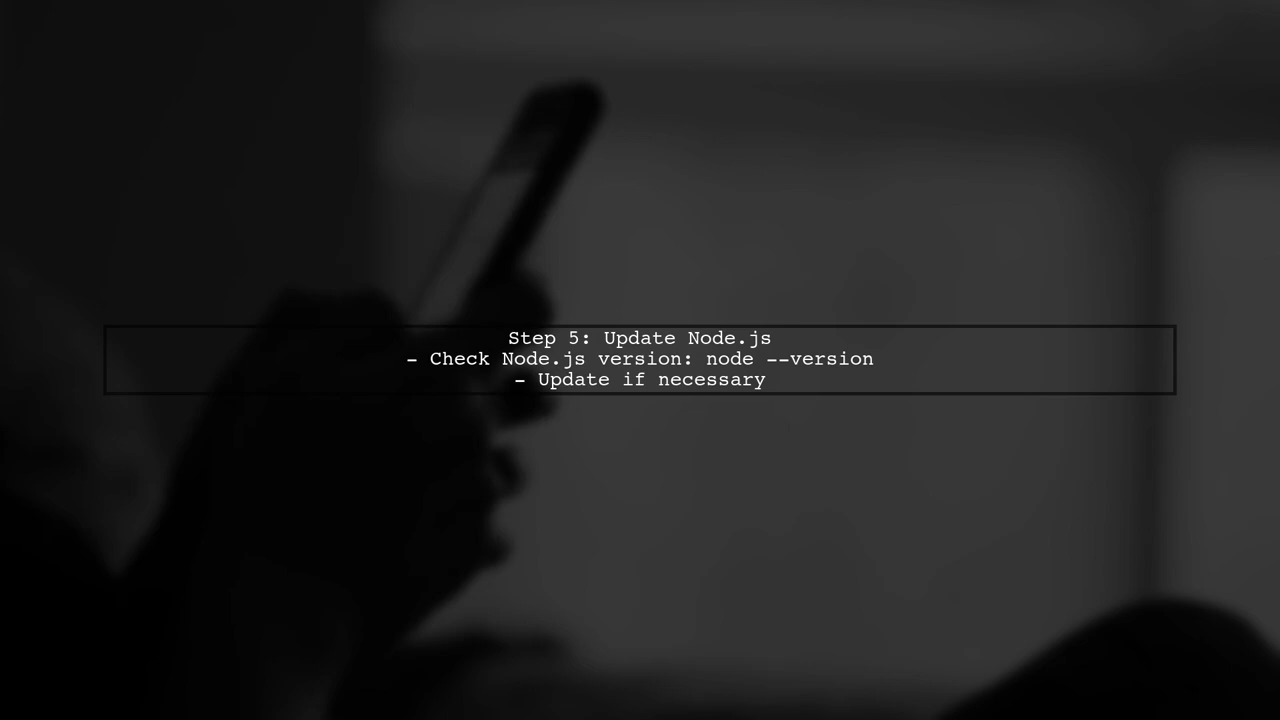 Step 5: Update Node.js
- Check Node.js version: node --version
- Update if necessary